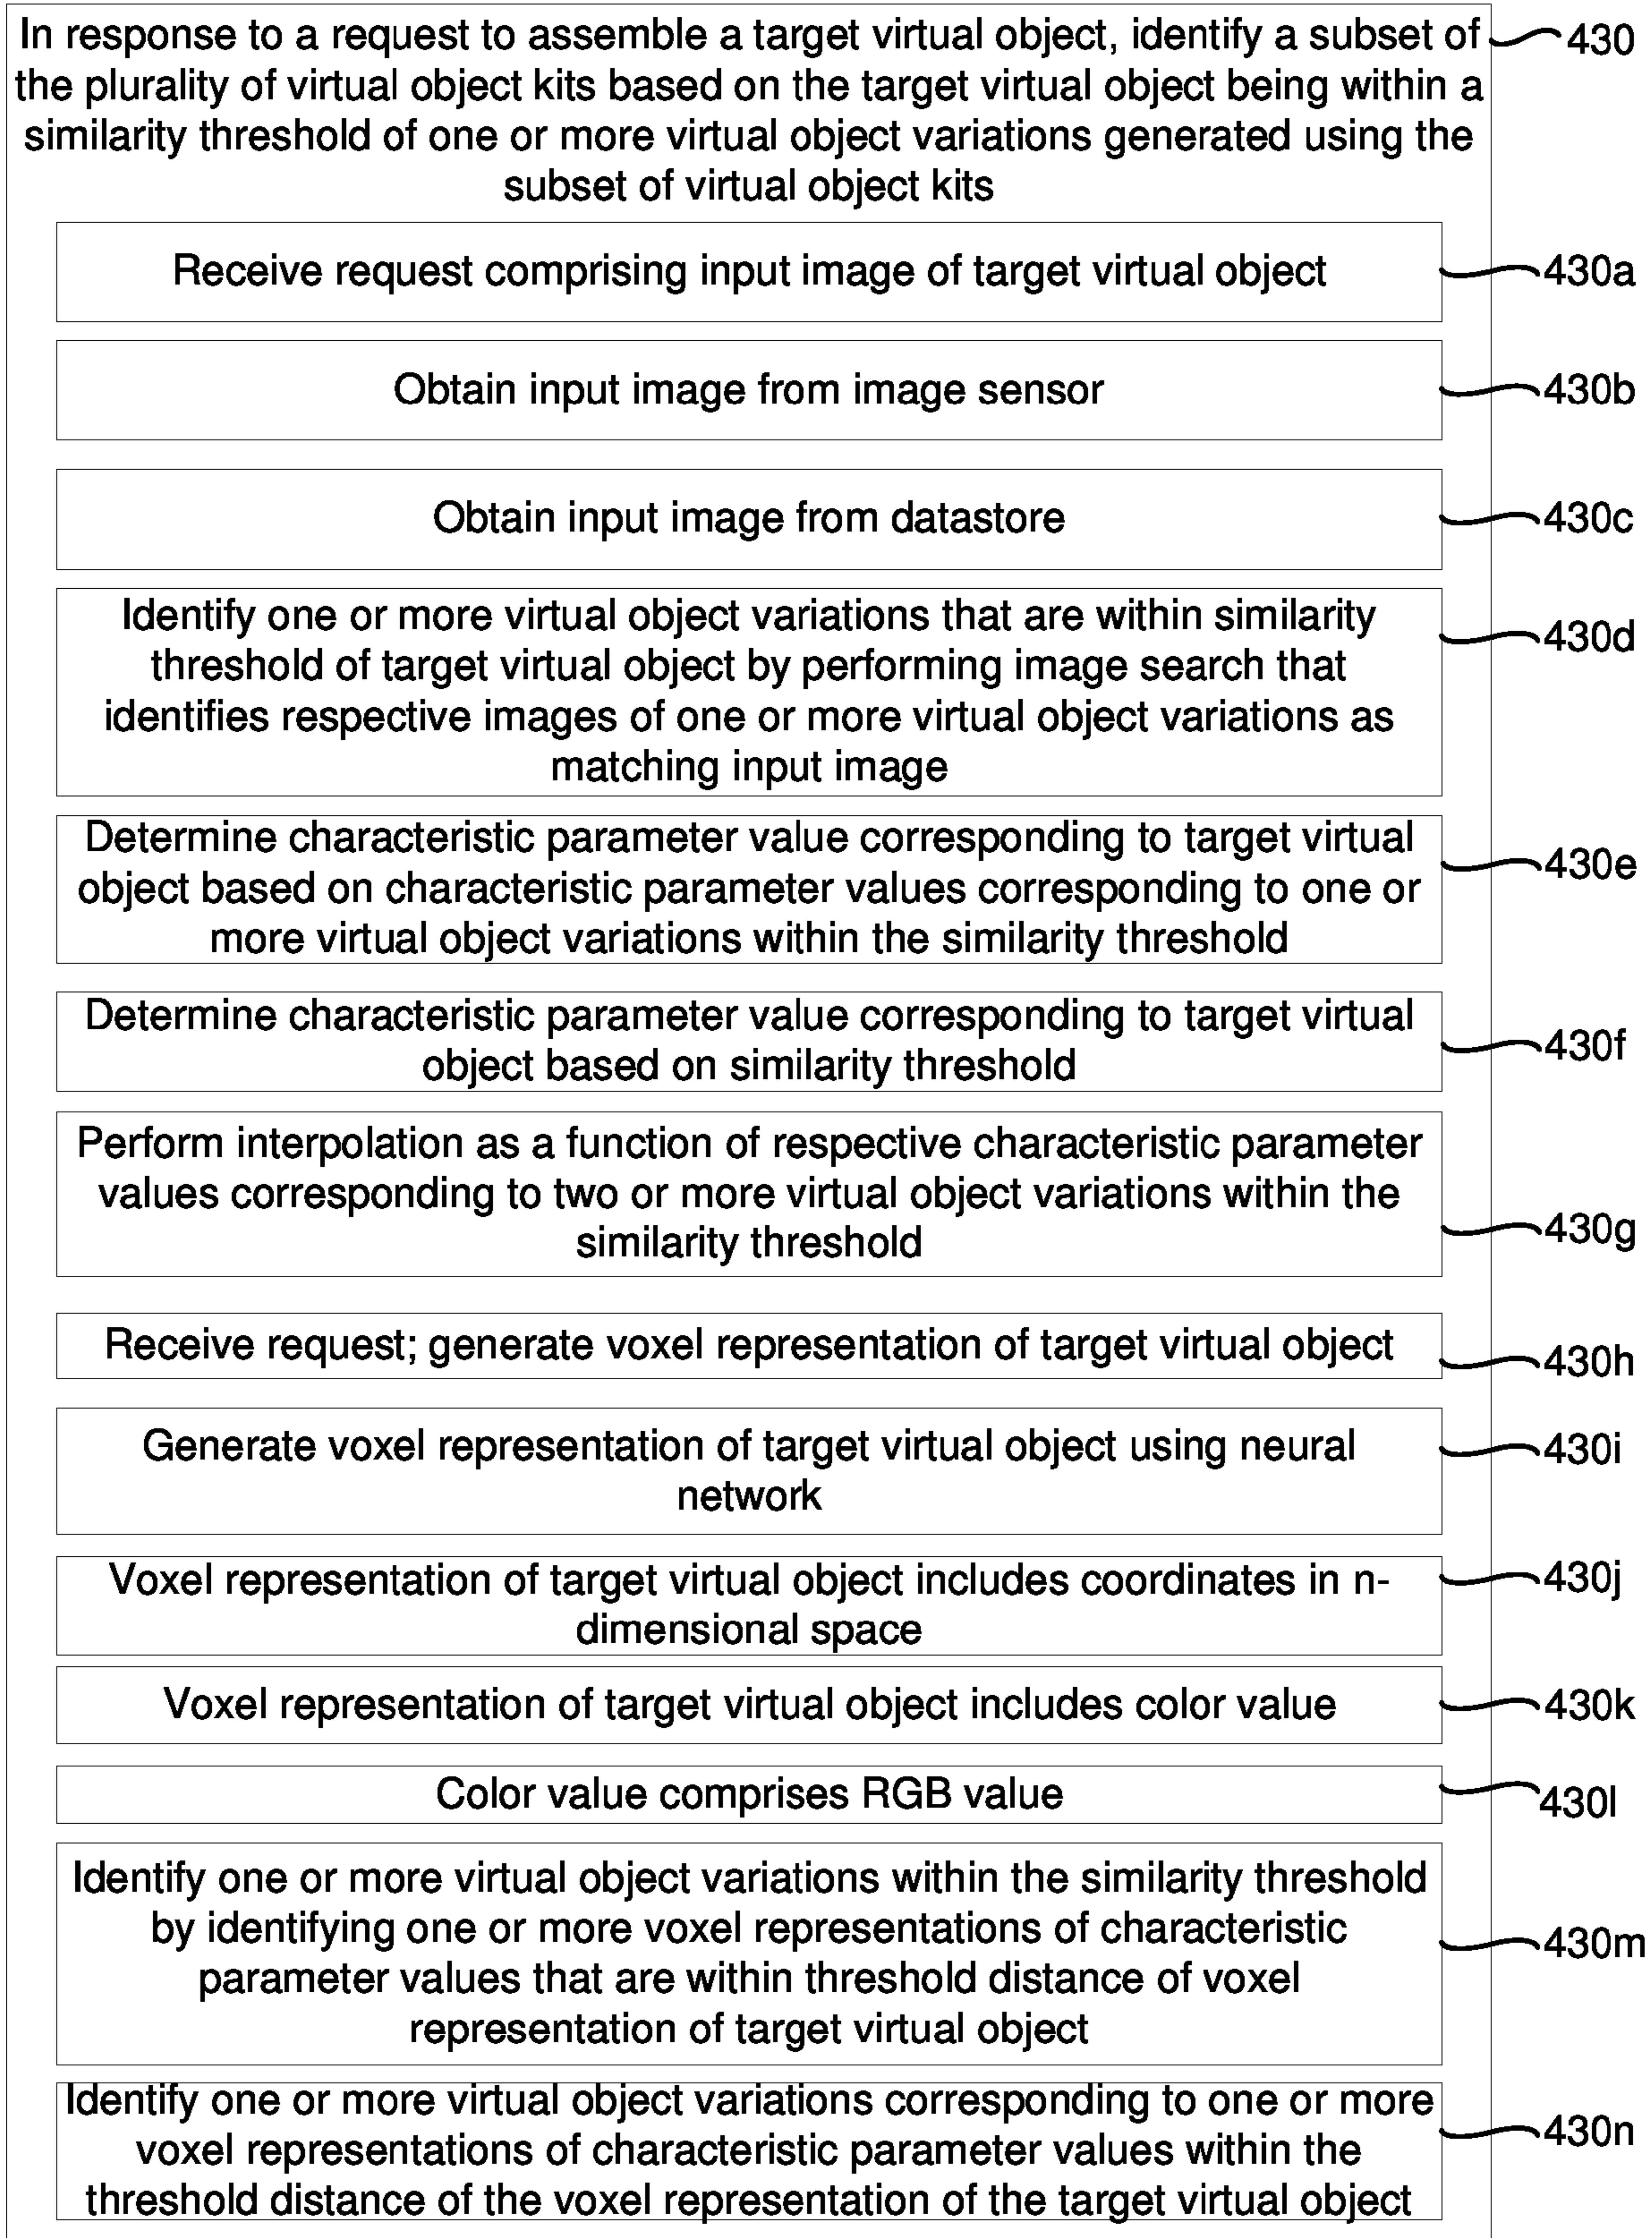 In response to a request to assemble a target virtual object, identify a subset of
430
the plurality of virtual object kits based on the target virtual object being within a
similarity threshold of one or more virtual object variations generated using the
subset of virtual object kits
Receive request comprising input image of target virtual object
430a
Obtain input image from image sensor
430b
Obtain input image from datastore
430c
Identify one or more virtual object variations that are within similarity
threshold of target virtual object by performing image search that
identifies respective images of one or more virtual object variations as
matching input image
430d
Determine characteristic parameter value corresponding to target virtual
object based on characteristic parameter values corresponding to one or
more virtual object variations within the similarity threshold
430e
Determine characteristic parameter value corresponding to target virtual
object based on similarity threshold
430f
Perform interpolation as a function of respective characteristic parameter
values corresponding to two or more virtual object variations within the
similarity threshold
430g
Receive request; generate voxel representation of target virtual object
430h
Generate voxel representation of target virtual object using neural
network
430i
Voxel representation of target virtual object includes coordinates in n-
dimensional space
430j
Voxel representation of target virtual object includes color value
430k
Color value comprises RGB value
430l
Identify one or more virtual object variations within the similarity threshold
by identifying one or more voxel representations of characteristic
parameter values that are within threshold distance of voxel
representation of target virtual object
430m
Identify one or more virtual object variations corresponding to one or more
voxel representations of characteristic parameter values within the
threshold distance of the voxel representation of the target virtual object
430n